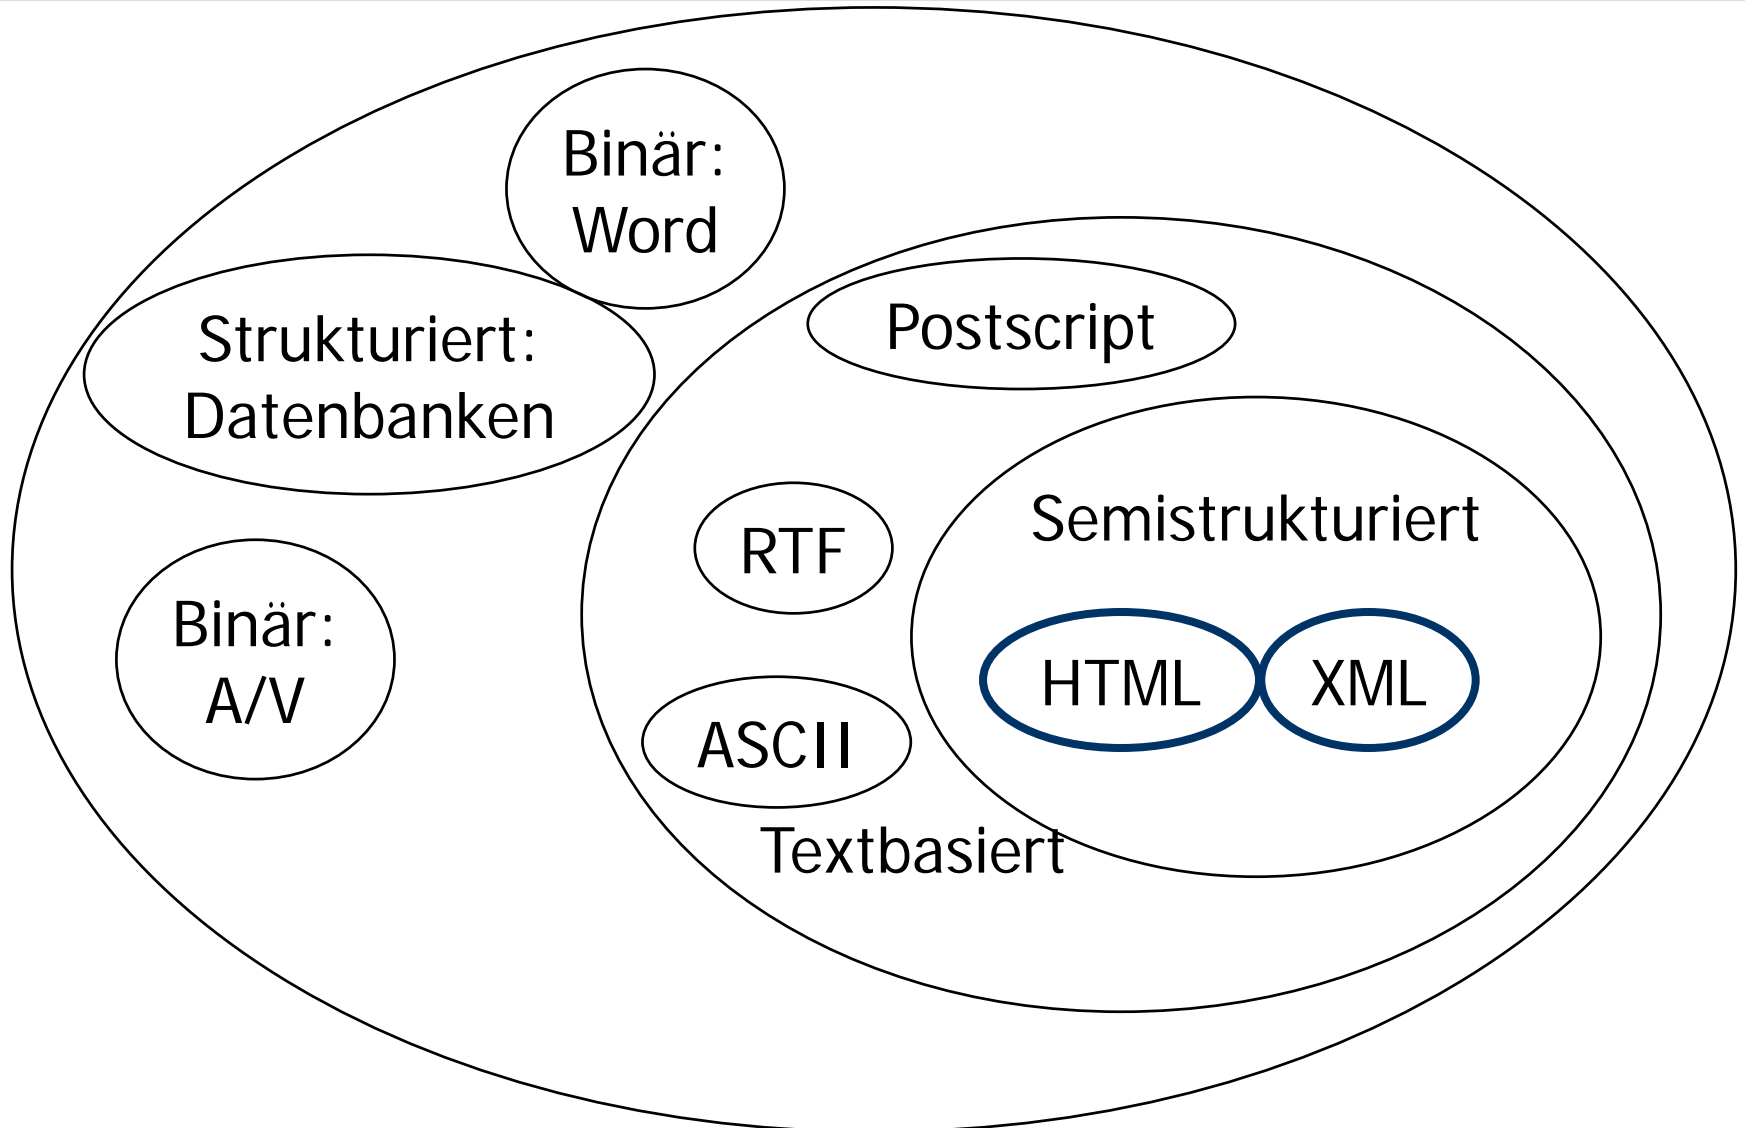 Binär:
Word
Strukturiert:
Datenbanken
Postscript
Semistrukturiert
RTF
Binär:
A/V
HTML
XML
ASCII
Textbasiert